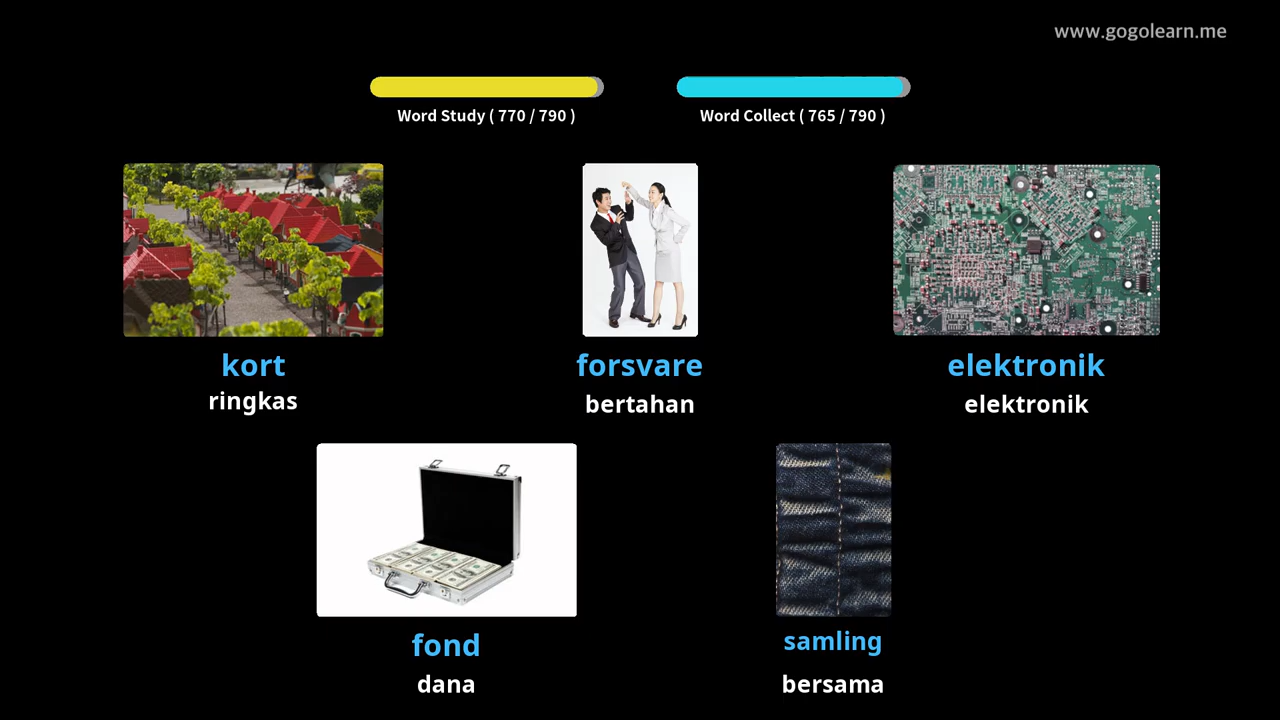 www.gogolearn.me
Word Study ( 770 / 790 )
Word Collect ( 765 / 790 )
kort
ringkas
forsvare
bertahan
elektronik
elektronik
fond
dana
samling
bersama